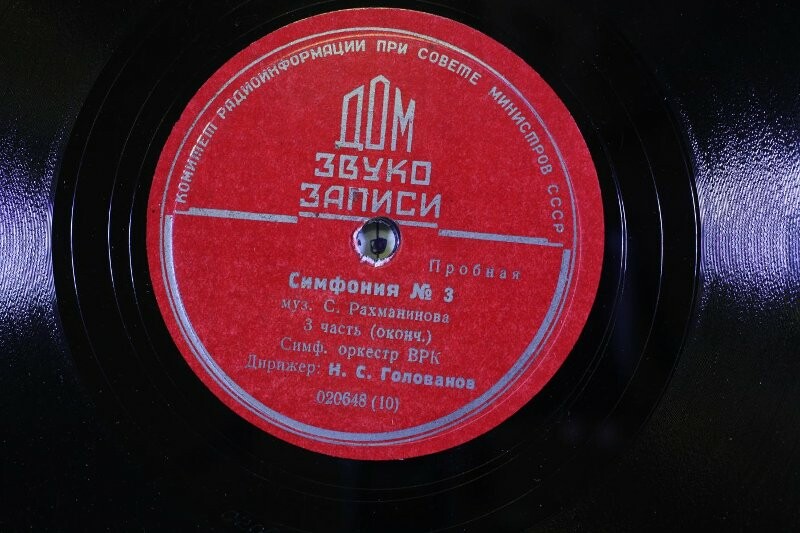 КОМИТЕТ РАДИОИНФОРМАЦИИ ПРИ СОВЕТЕ МИНИСТРОВ СССР
ДОМ
ЗВУКО
ЗАПИСИ
Пробная
Симфония № 3
муз. С. Рахманинова
3 часть (оконч.)
Симф. оркестр ВРК
Дирижер: Н. С. Голованов
020648 (10)